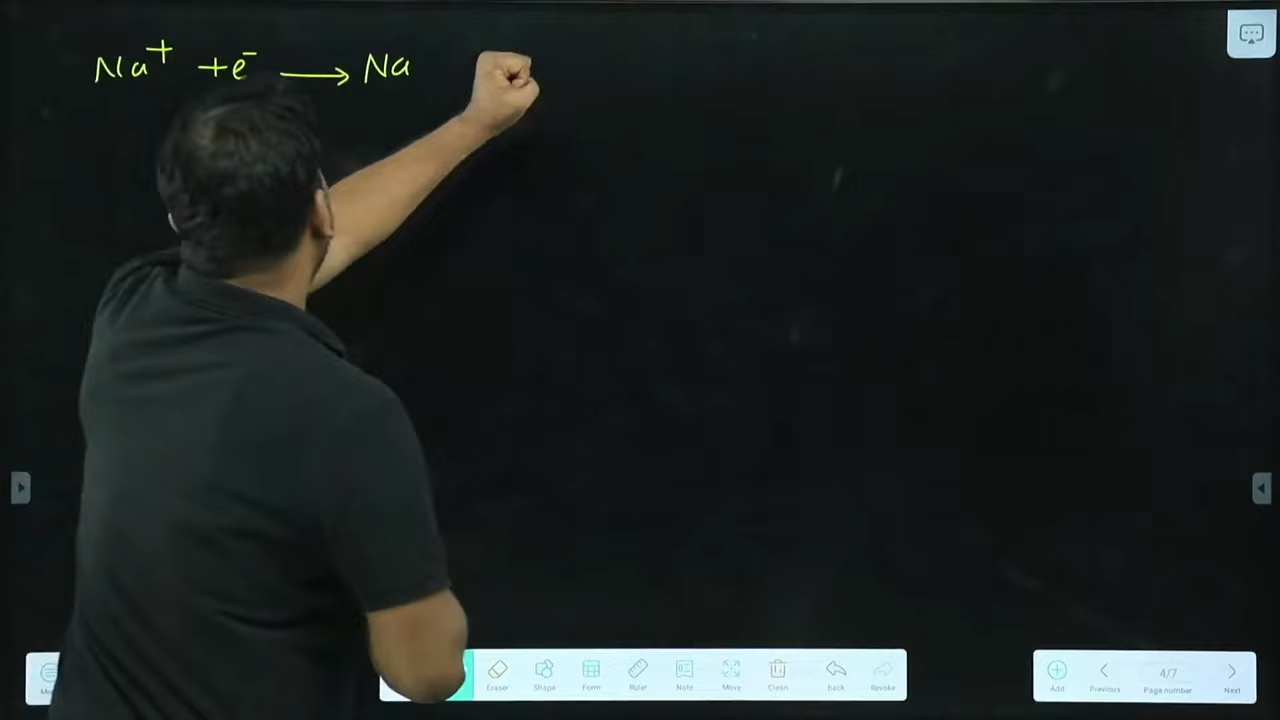 Na⁺ + e⁻ ⟶ Na
Eraser Shape Form Ruler Note Move Clean Back Revoke
Add Previous 4/7 Page number Next